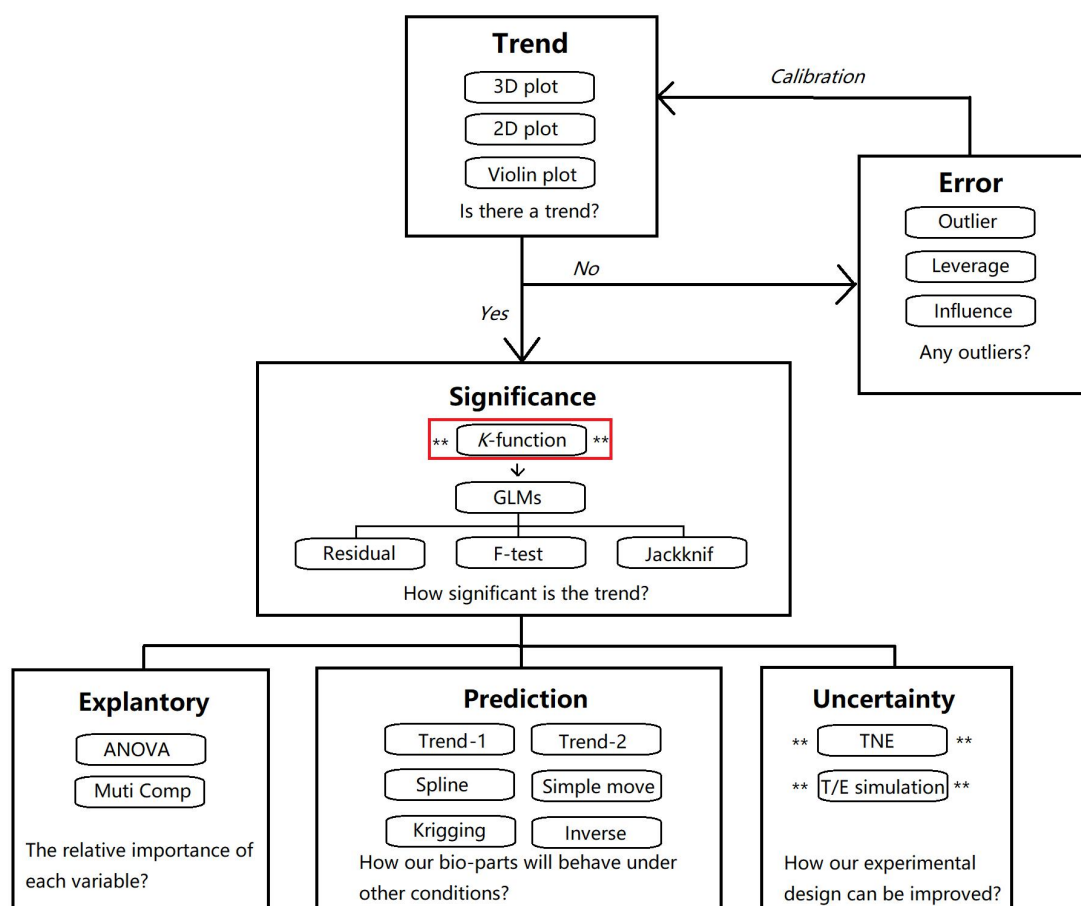 Trend
3D plot
2D plot
Violin plot
Is there a trend?
Calibration
Error
Outlier
Leverage
Influence
Any outliers?
No
Yes
Significance
** K-function **
GLMs
Residual F-test Jackknif
How significant is the trend?
Explantory
ANOVA
Muti Comp
The relative importance of
each variable?
Prediction
Trend-1 Trend-2
Spline Simple move
Krigging Inverse
How our bio-parts will behave under
other conditions?
Uncertainty
** TNE **
** T/E simulation **
How our experimental
design can be improved?